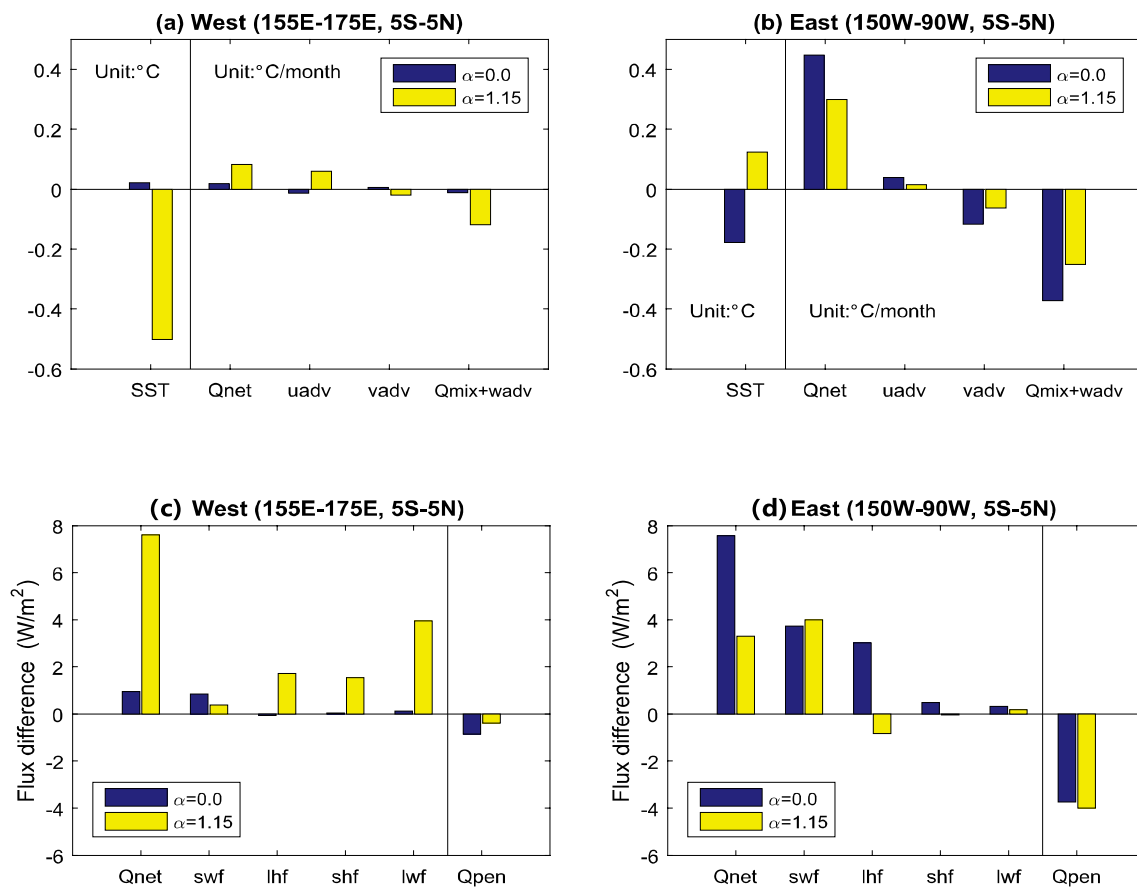 (a) West (155E-175E, 5S-5N)
Unit:°C
Unit:°C/month
α=0.0
α=1.15
0.4
0.2
0
-0.2
-0.4
-0.6
SST
Qnet
uadv
vadv
Qmix+wadv
(b) East (150W-90W, 5S-5N)
α=0.0
α=1.15
0.4
0.2
0
-0.2
-0.4
-0.6
Unit:°C
Unit:°C/month
SST
Qnet
uadv
vadv
Qmix+wadv
(c) West (155E-175E, 5S-5N)
Flux difference (W/m²)
8
6
4
2
0
-2
-4
-6
α=0.0
α=1.15
Qnet
swf
lhf
shf
lwf
Qpen
(d) East (150W-90W, 5S-5N)
Flux difference (W/m²)
8
6
4
2
0
-2
-4
-6
α=0.0
α=1.15
Qnet
swf
lhf
shf
lwf
Qpen